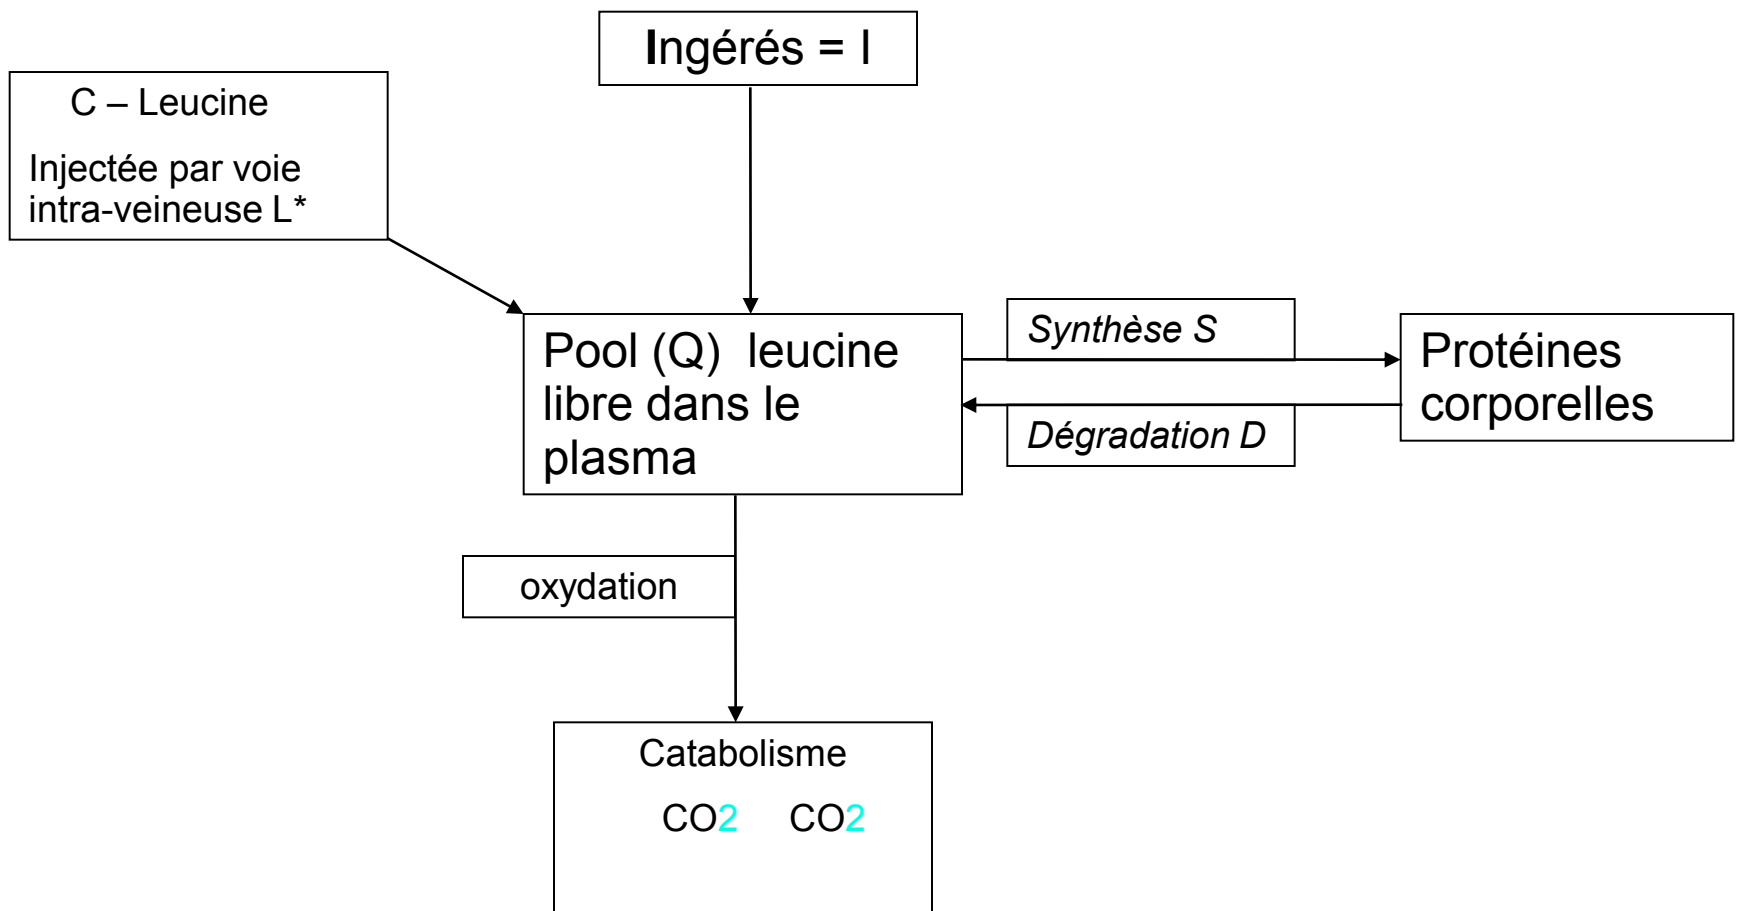 Ingérés = I
C – Leucine
Injectée par voie
intra-veineuse L*
Pool (Q)  leucine
libre dans le
plasma
Synthèse S
Dégradation D
Protéines
corporelles
oxydation
Catabolisme
CO2 CO2